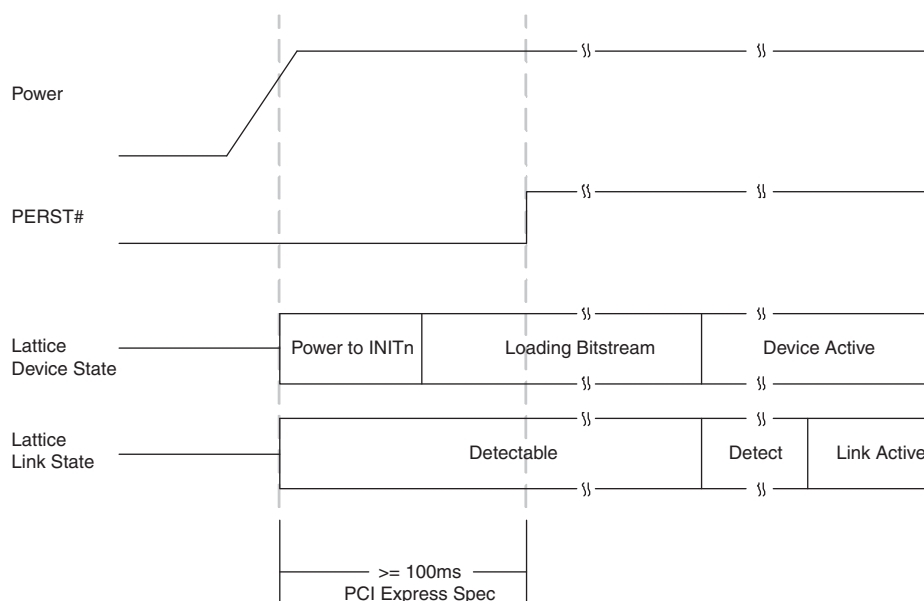 Power
PERST#
Lattice
Device State
Power to INITn
Loading Bitstream
Device Active
Lattice
Link State
Detectable
Detect
Link Active
>= 100ms
PCI Express Spec